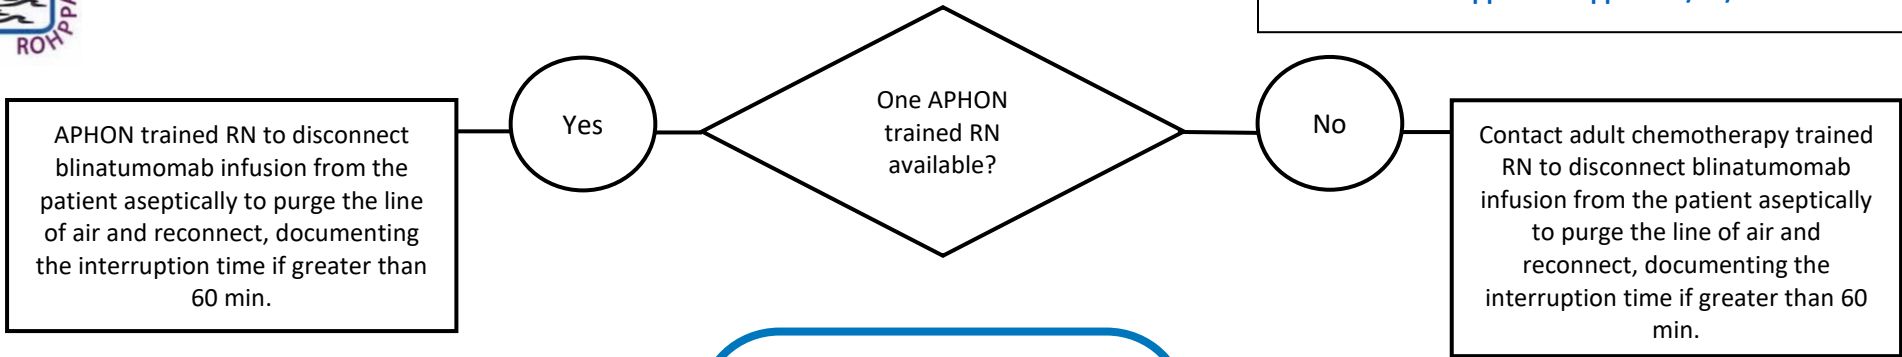 ROHPPA
One APHON
trained RN
available?
Yes
No
APHON trained RN to disconnect
blinatumomab infusion from the
patient aseptically to purge the line
of air and reconnect, documenting
the interruption time if greater than
60 min.
Contact adult chemotherapy trained
RN to disconnect blinatumomab
infusion from the patient aseptically
to purge the line of air and
reconnect, documenting the
interruption time if greater than 60
min.